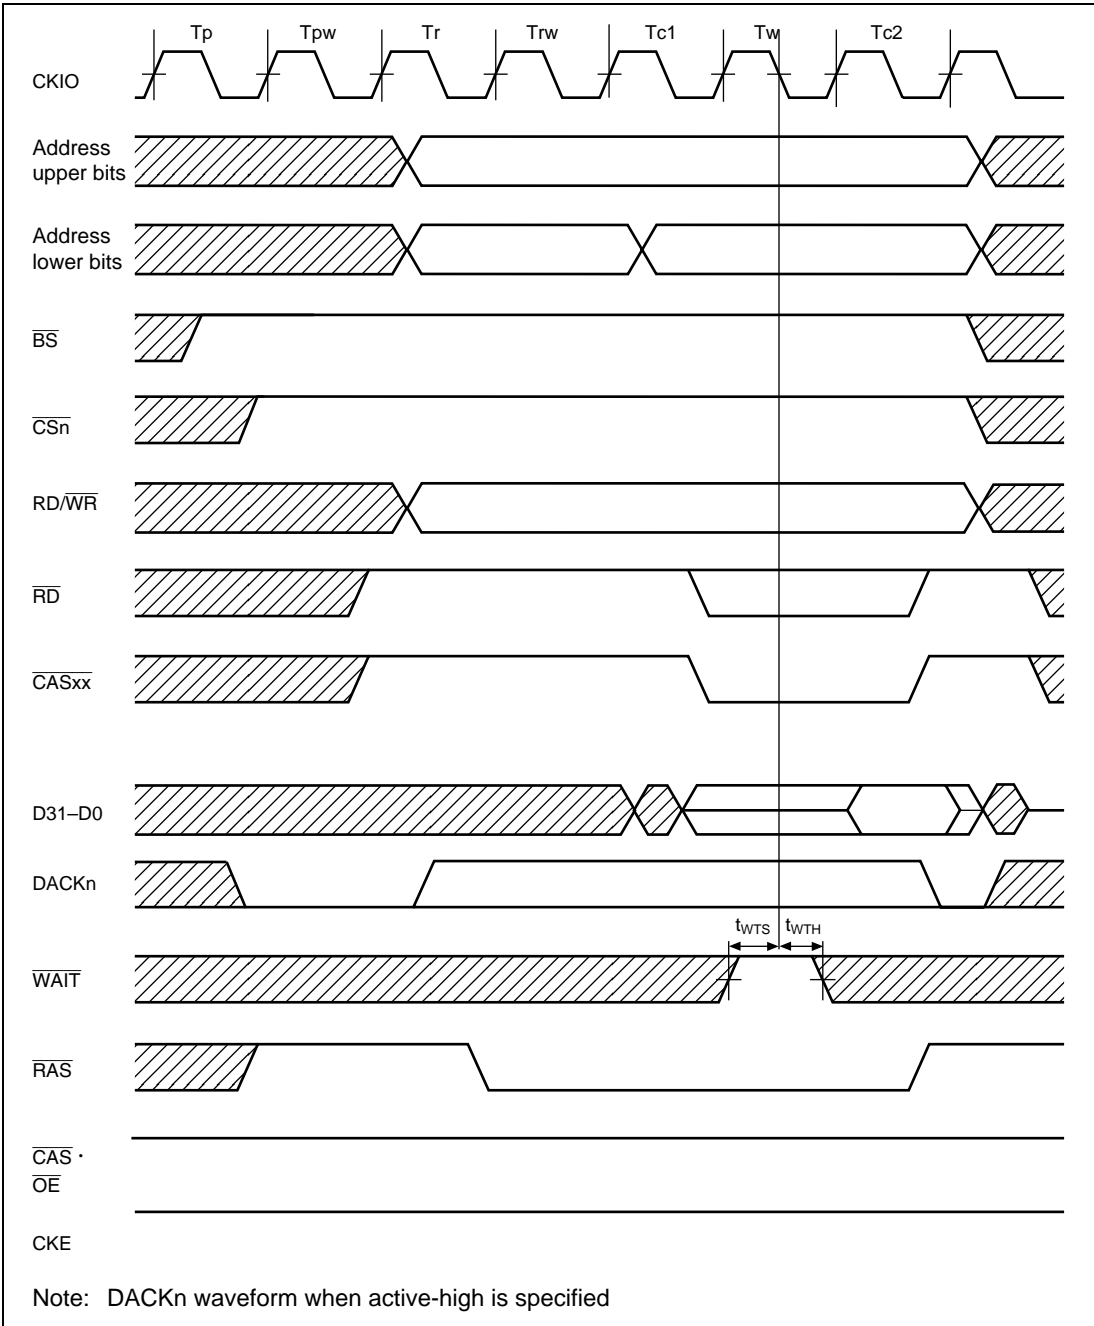 Tp Tpw Tr Trw Tc1 Tw Tc2
CKIO
Address
upper bits
Address
lower bits
BS
CSn
RD/WR
RD
CASxx
D31–D0
DACKn
tWTS tWTH
WAIT
RAS
CAS ·
OE
CKE
Note: DACKn waveform when active-high is specified